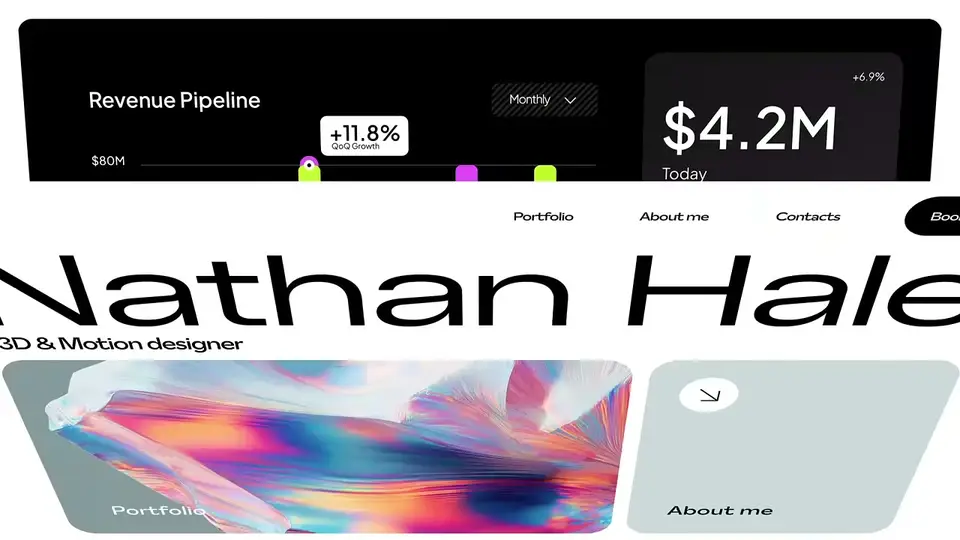 +6.9%
Revenue Pipeline
Monthly
$4.2M
+11.8%
QoQ Growth
$80M
Today
Portfolio
About me
Contacts
Nathan Hale
3D & Motion designer
Portfolio
About me